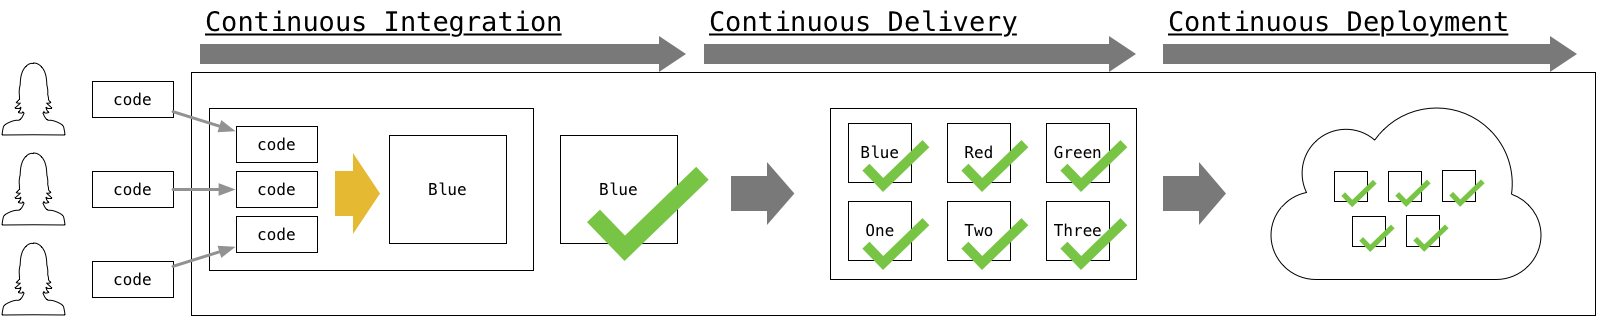 Continuous Integration
Continuous Delivery
Continuous Deployment
code
code
code
code
code
code
Blue
Blue
Blue Red Green
One Two Three